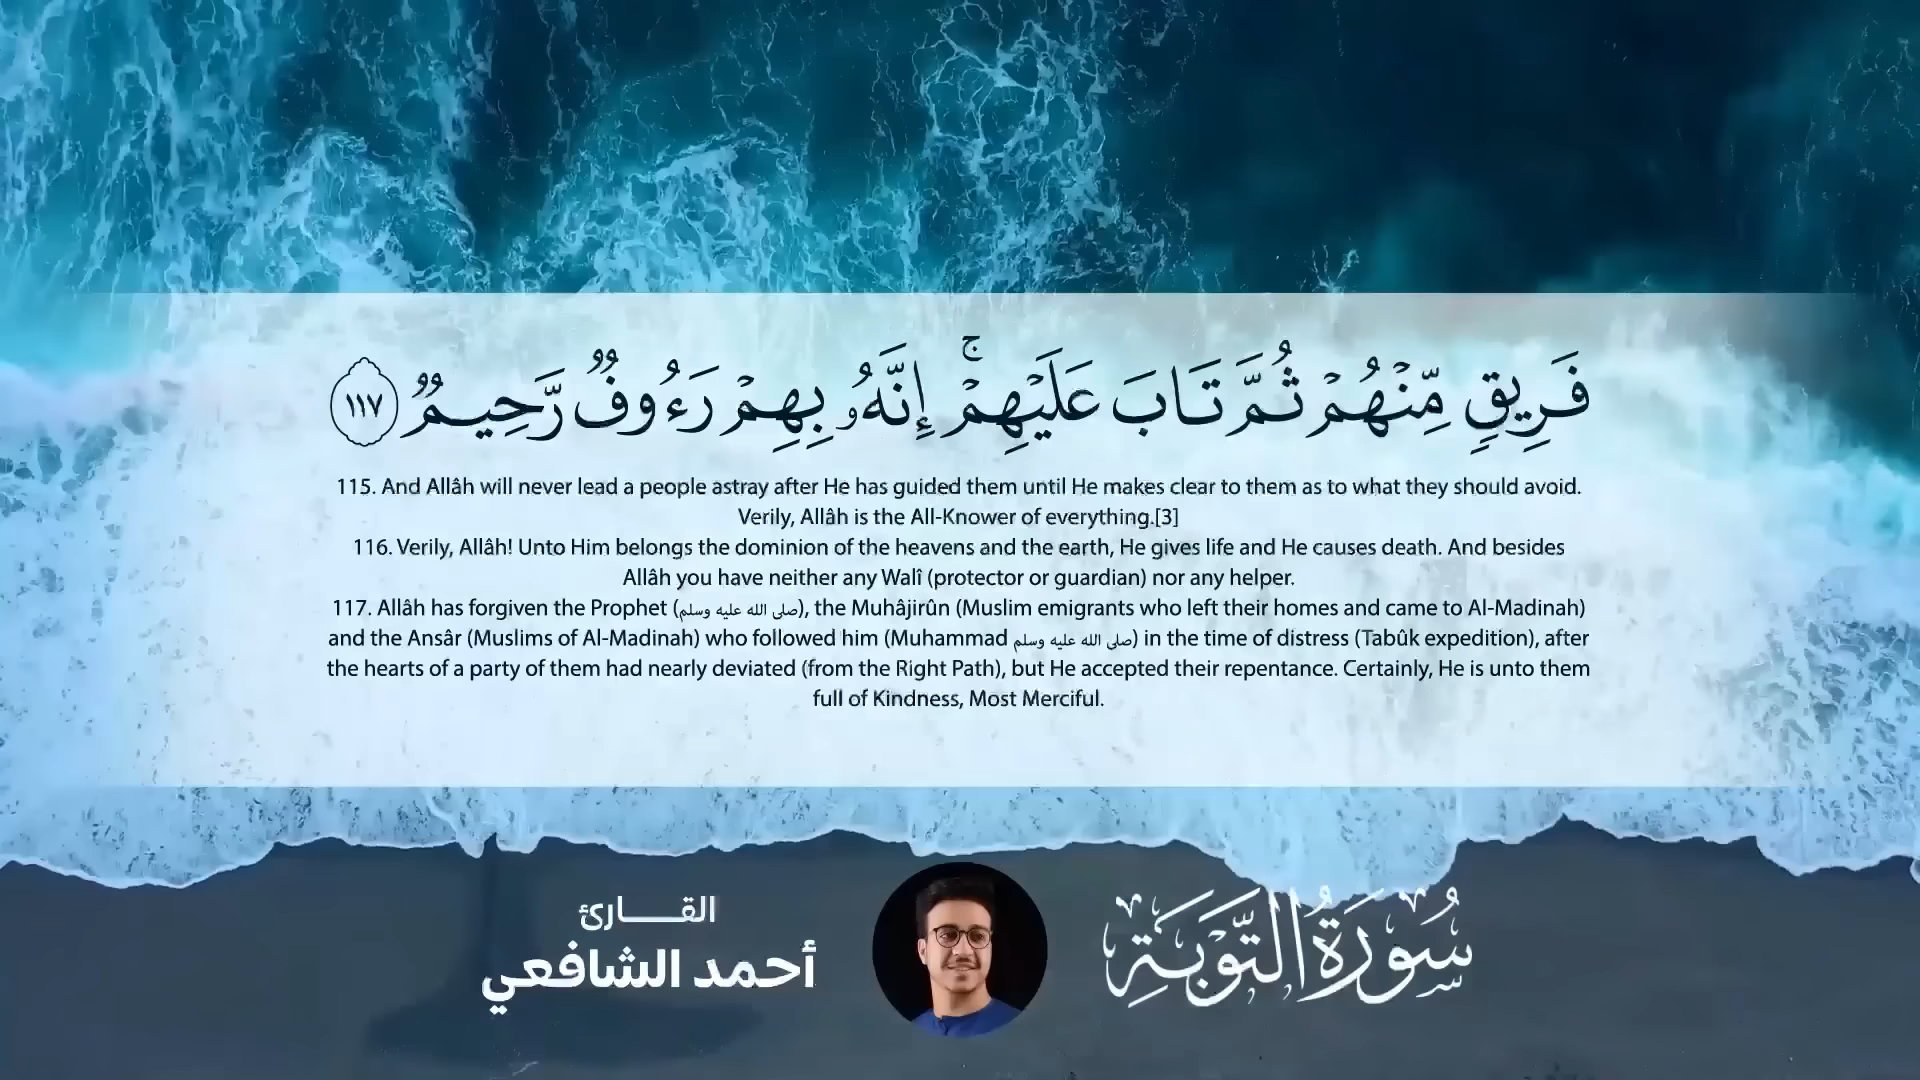 فَرِيقٍ مِّنْهُمْ ثُمَّ تَابَ عَلَيْهِمْ ۚ إِنَّهُۥ بِهِمْ رَءُوفٌ رَّحِيمٌ ١١٧
115. And Allâh will never lead a people astray after He has guided them until He makes clear to them as to what they should avoid.
Verily, Allâh is the All-Knower of everything.[3]
116. Verily, Allâh! Unto Him belongs the dominion of the heavens and the earth, He gives life and He causes death. And besides
Allâh you have neither any Walî (protector or guardian) nor any helper.
117. Allâh has forgiven the Prophet (صلى الله عليه وسلم), the Muhâjirûn (Muslim emigrants who left their homes and came to Al-Madinah)
and the Ansâr (Muslims of Al-Madinah) who followed him (Muhammad صلى الله عليه وسلم) in the time of distress (Tabûk expedition), after
the hearts of a party of them had nearly deviated (from the Right Path), but He accepted their repentance. Certainly, He is unto them
full of Kindness, Most Merciful.
سُورَةُ التَّوْبَةِ
القـــارئ
أحمد الشافعي